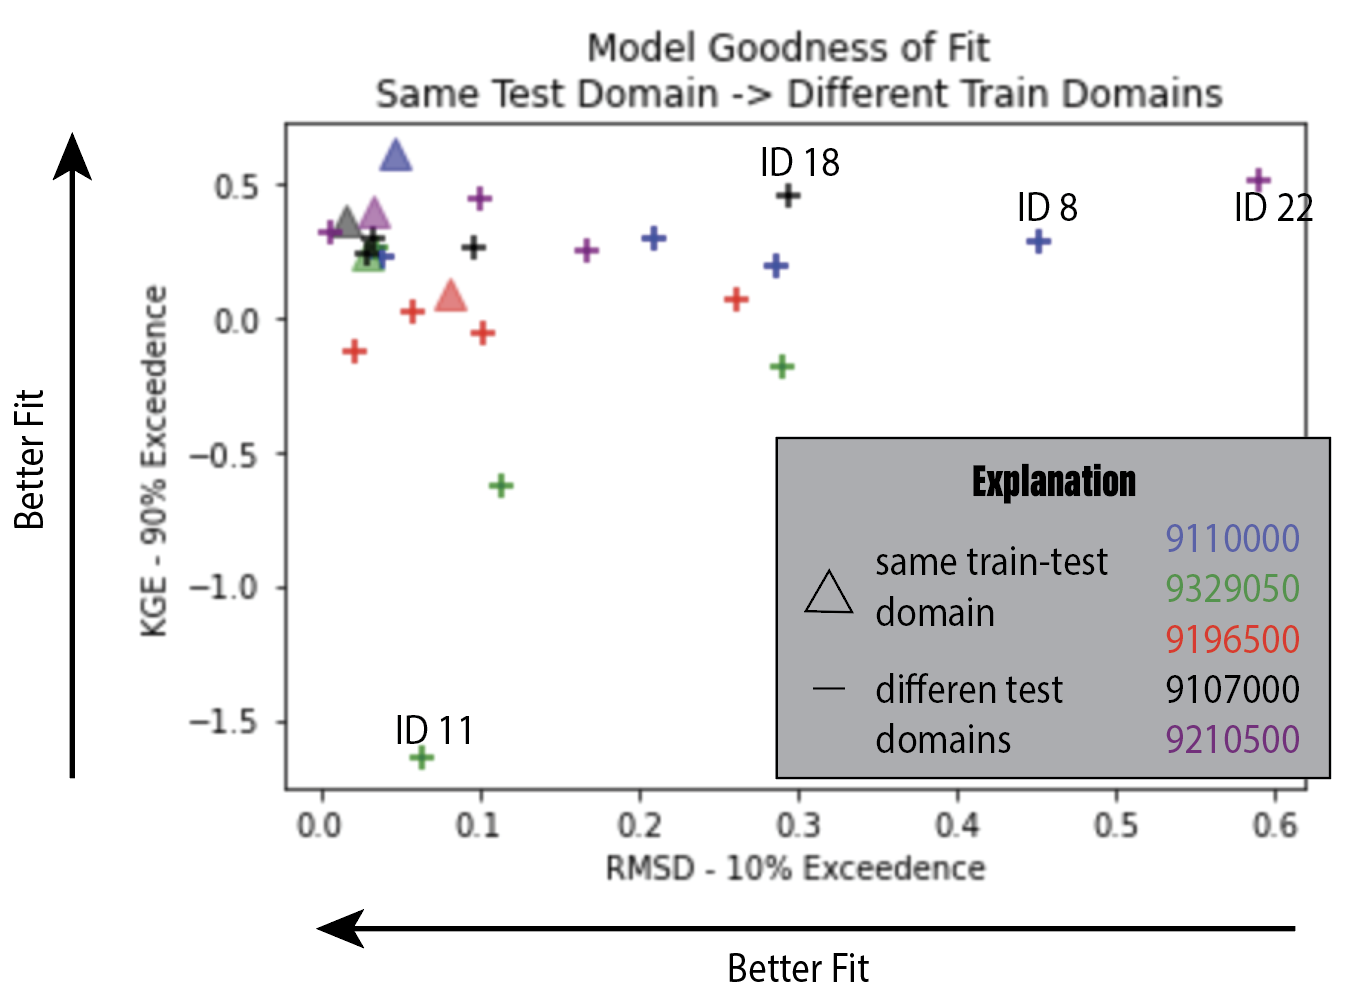 Model Goodness of Fit
Same Test Domain -> Different Train Domains
ID 18
ID 8
ID 22
ID 11
0.5
0.0
−0.5
−1.0
−1.5
KGE - 90% Exceedence
Better Fit
Explanation
same train-test
domain
differen test
domains
9110000
9329050
9196500
9107000
9210500
0.0 0.1 0.2 0.3 0.4 0.5 0.6
RMSD - 10% Exceedence
Better Fit